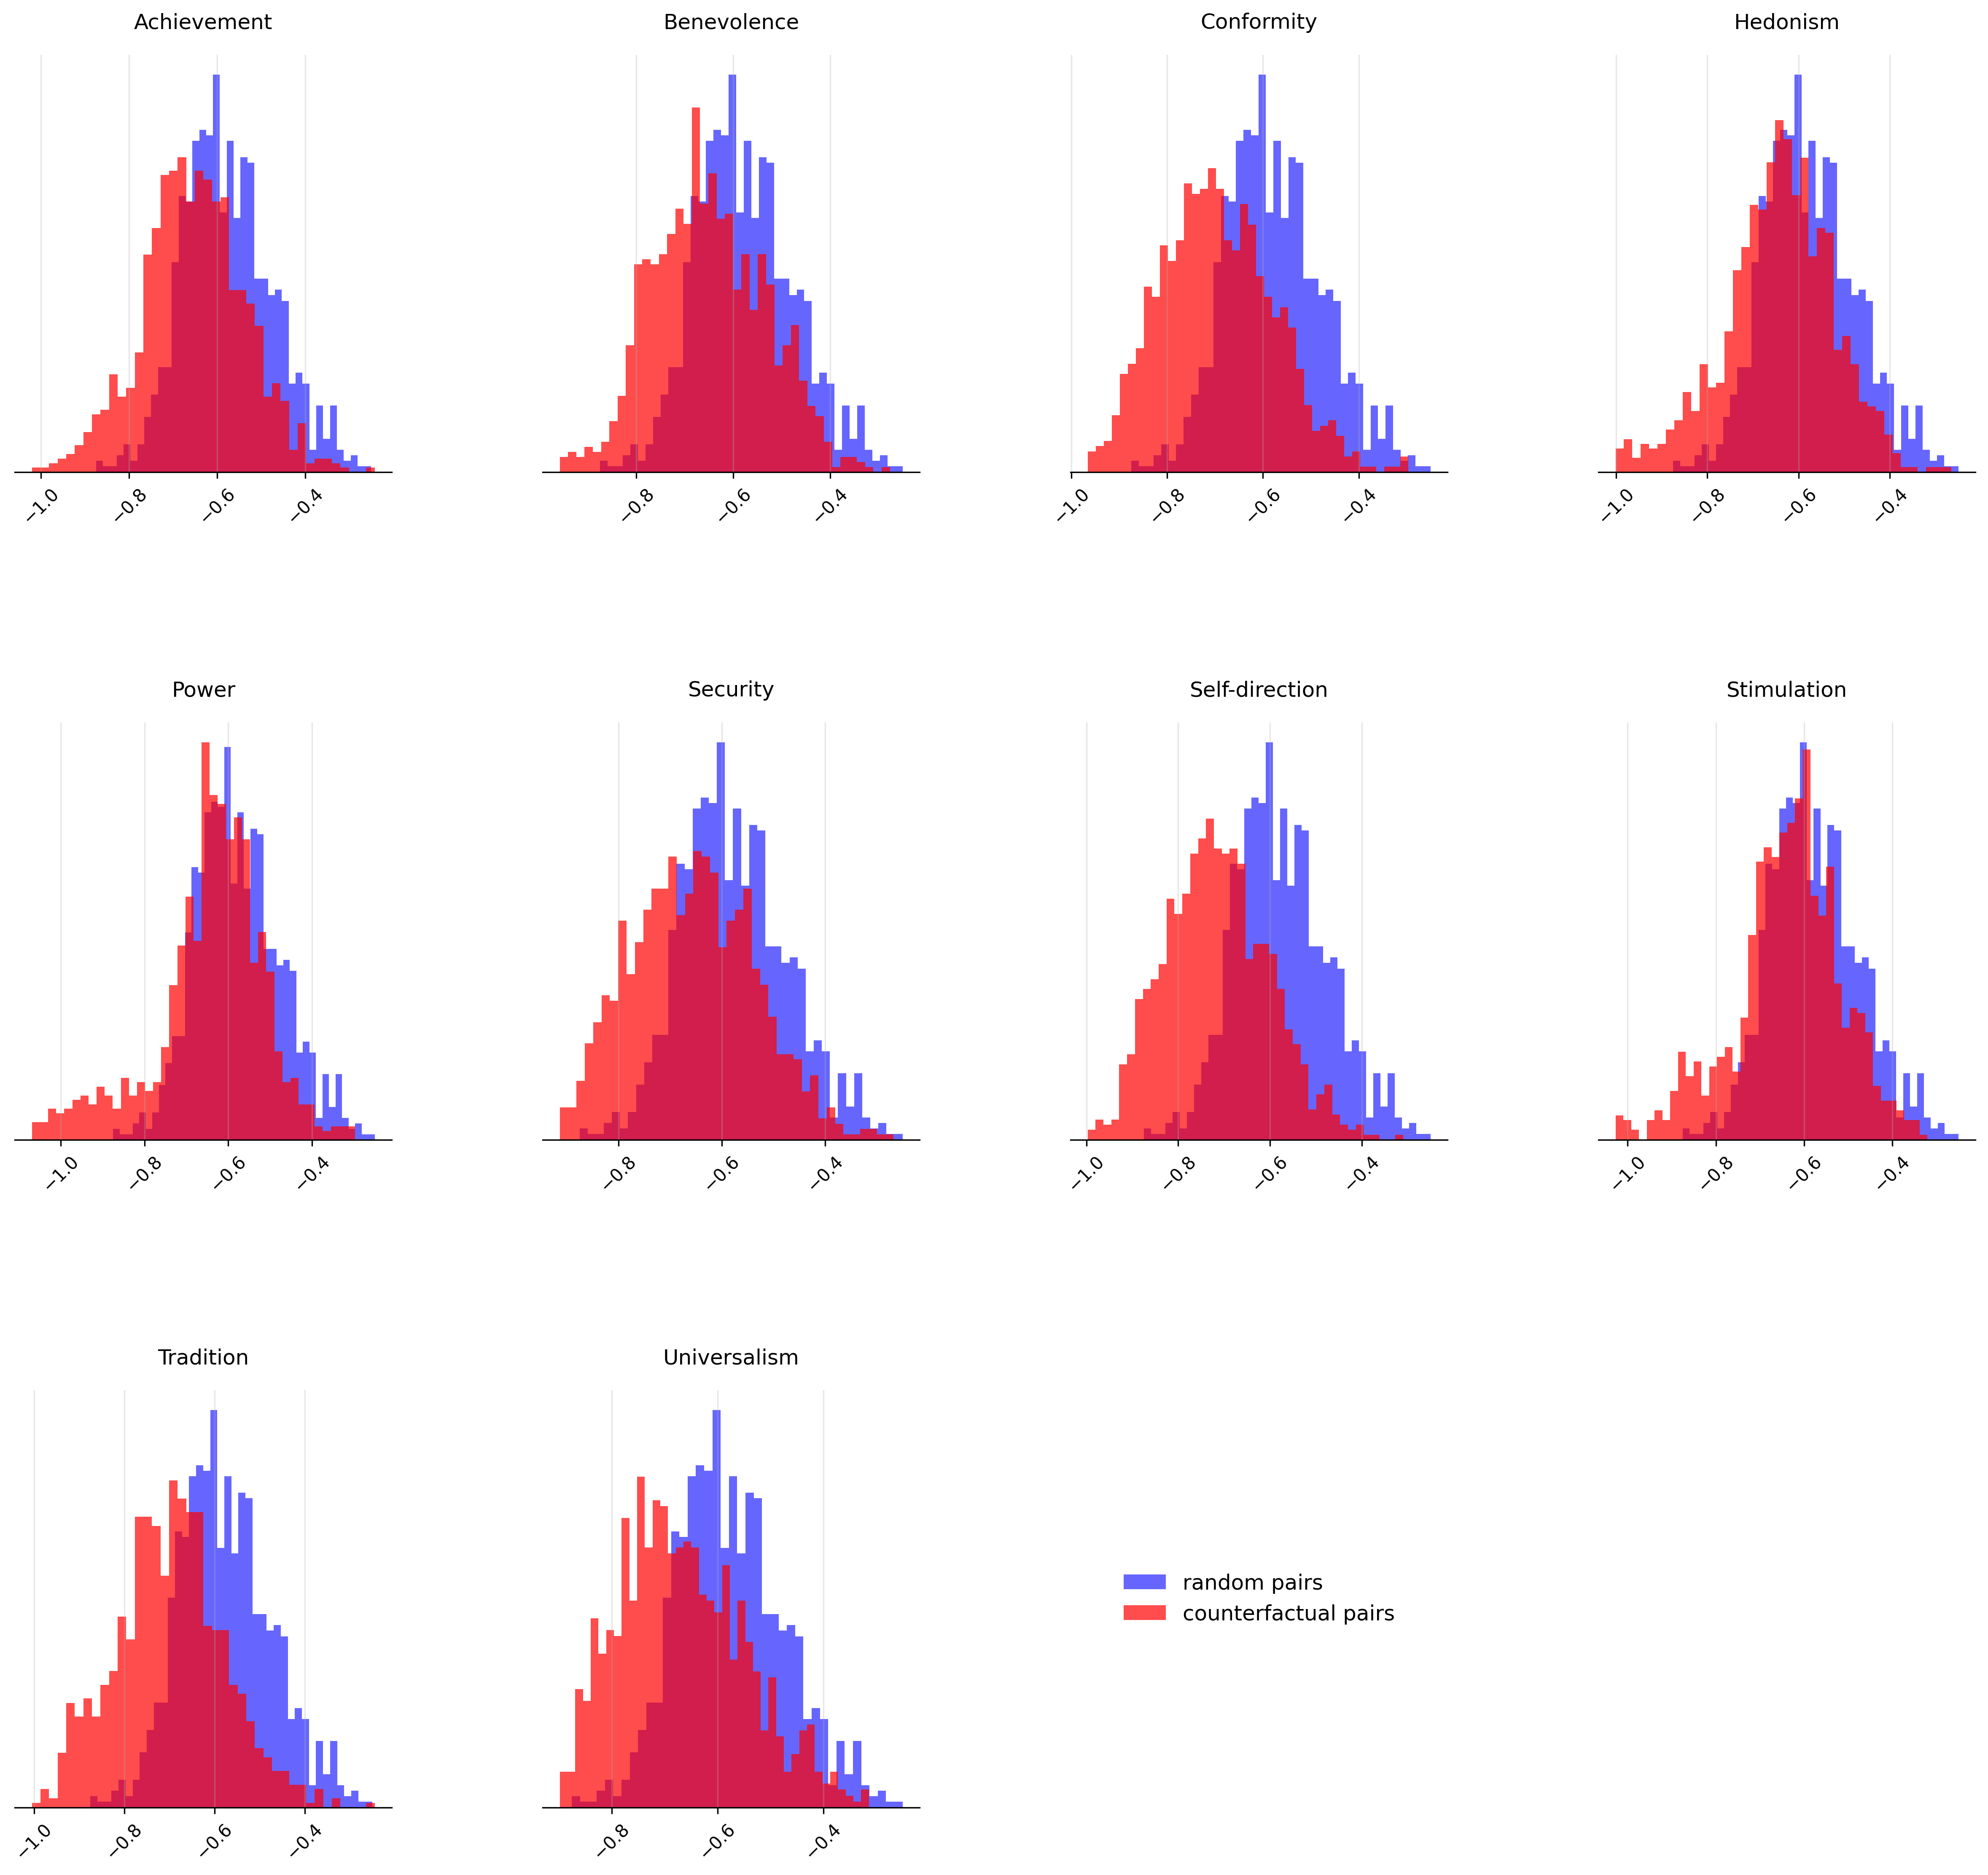 Achievement
Benevolence
Conformity
Hedonism
−1.0 −0.8 −0.6 −0.4
−0.8 −0.6 −0.4
−1.0 −0.8 −0.6 −0.4
−1.0 −0.8 −0.6 −0.4
Power
Security
Self-direction
Stimulation
−1.0 −0.8 −0.6 −0.4
−0.8 −0.6 −0.4
−1.0 −0.8 −0.6 −0.4
−1.0 −0.8 −0.6 −0.4
Tradition
Universalism
random pairs
counterfactual pairs
−1.0 −0.8 −0.6 −0.4
−0.8 −0.6 −0.4